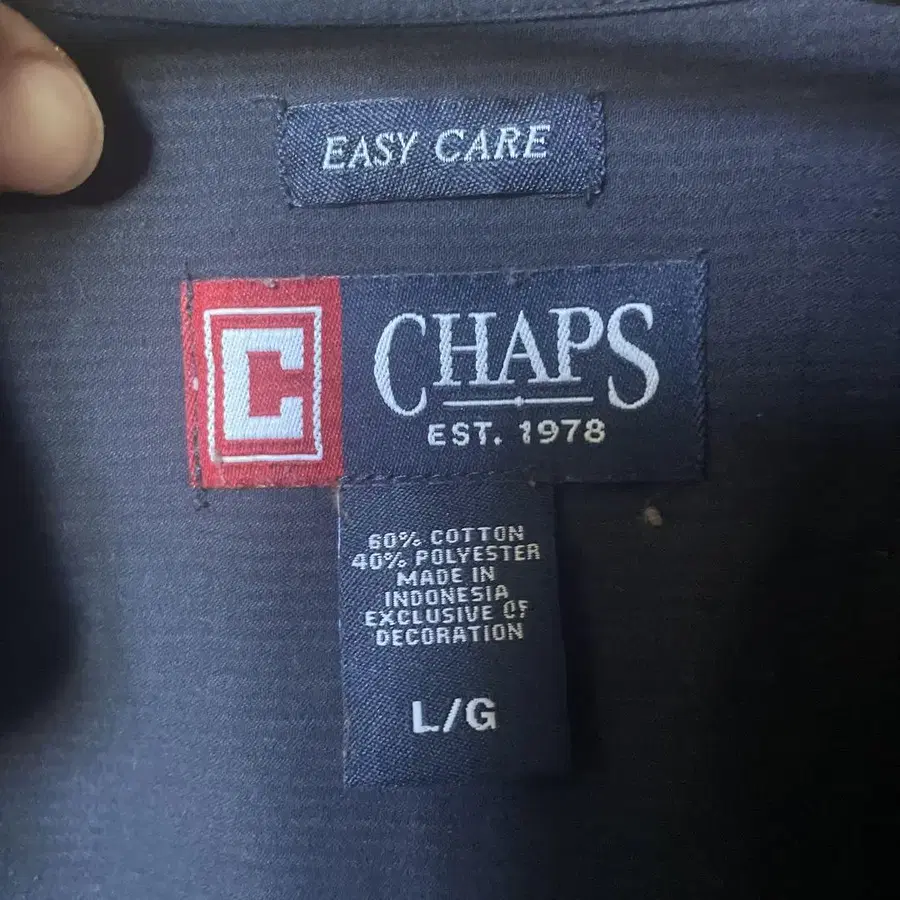 EASY CARE
C
CHAPS
EST. 1978
60% COTTON
40% POLYESTER
MADE IN
INDONESIA
EXCLUSIVE OF
DECORATION
L/G